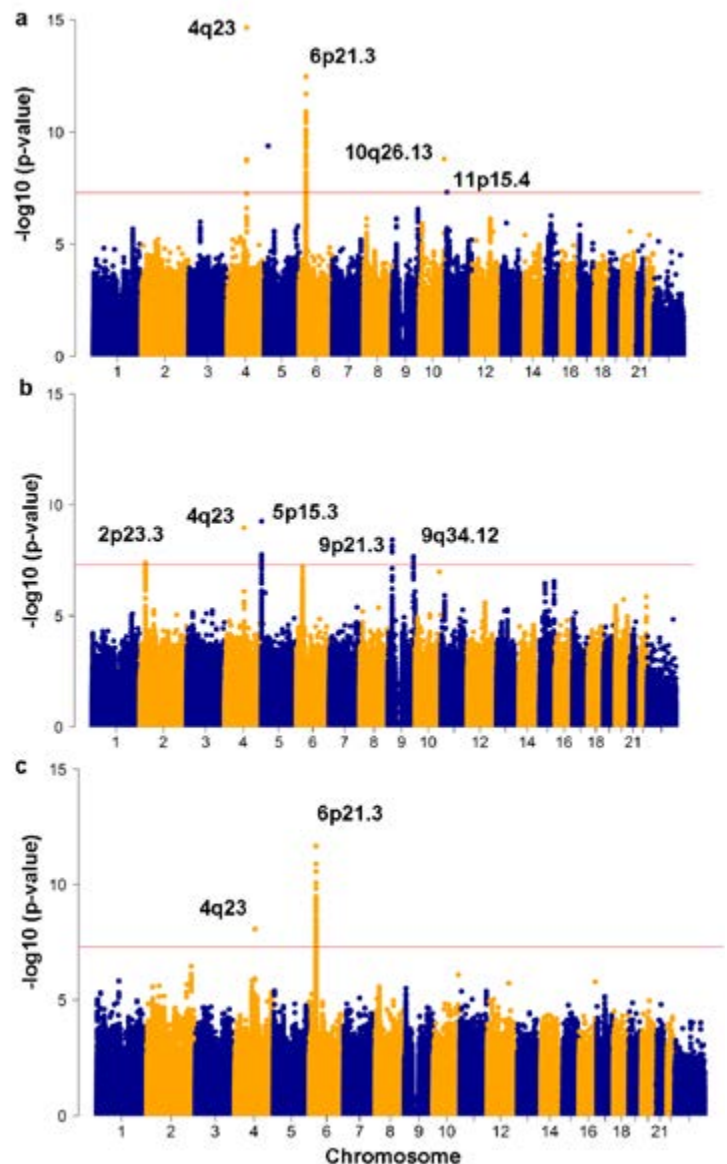 a
15
4q23
6p21.3
10
10q26.13
11p15.4
-log10 (p-value)
5
0
1 2 3 4 5 6 7 8 9 10 12 14 16 18 21
b
15
10
4q23 5p15.3
2p23.3 9p21.3 9q34.12
-log10 (p-value)
5
0
1 2 3 4 5 6 7 8 9 10 12 14 16 18 21
c
15
6p21.3
10
4q23
-log10 (p-value)
5
0
1 2 3 4 5 6 7 8 9 10 12 14 16 18 21
Chromosome